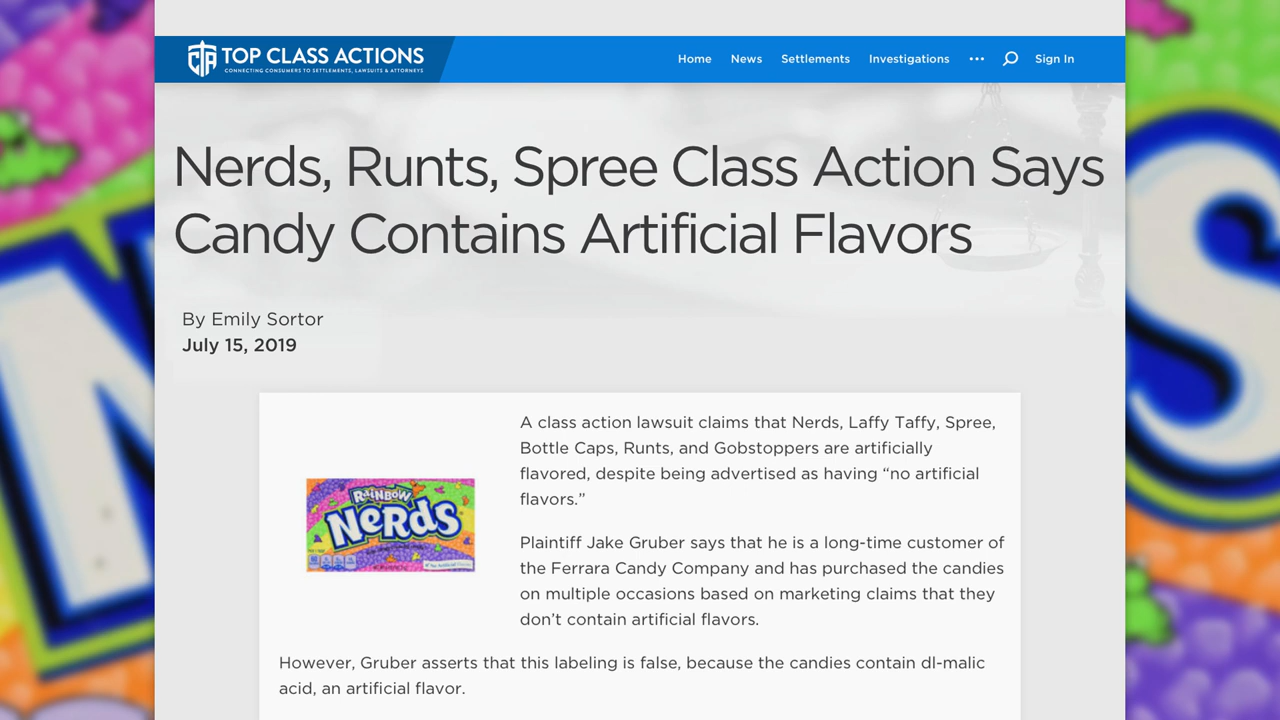 TOP CLASS ACTIONS
CONNECTING CONSUMERS TO SETTLEMENTS, LAWSUITS & ATTORNEYS
Home News Settlements Investigations Sign In
Nerds, Runts, Spree Class Action Says
Candy Contains Artificial Flavors
By Emily Sortor
July 15, 2019
A class action lawsuit claims that Nerds, Laffy Taffy, Spree,
Bottle Caps, Runts, and Gobstoppers are artificially
flavored, despite being advertised as having “no artificial
flavors.”
RAINBOW
NeRds
Plaintiff Jake Gruber says that he is a long-time customer of
the Ferrara Candy Company and has purchased the candies
on multiple occasions based on marketing claims that they
don’t contain artificial flavors.
However, Gruber asserts that this labeling is false, because the candies contain dl-malic
acid, an artificial flavor.